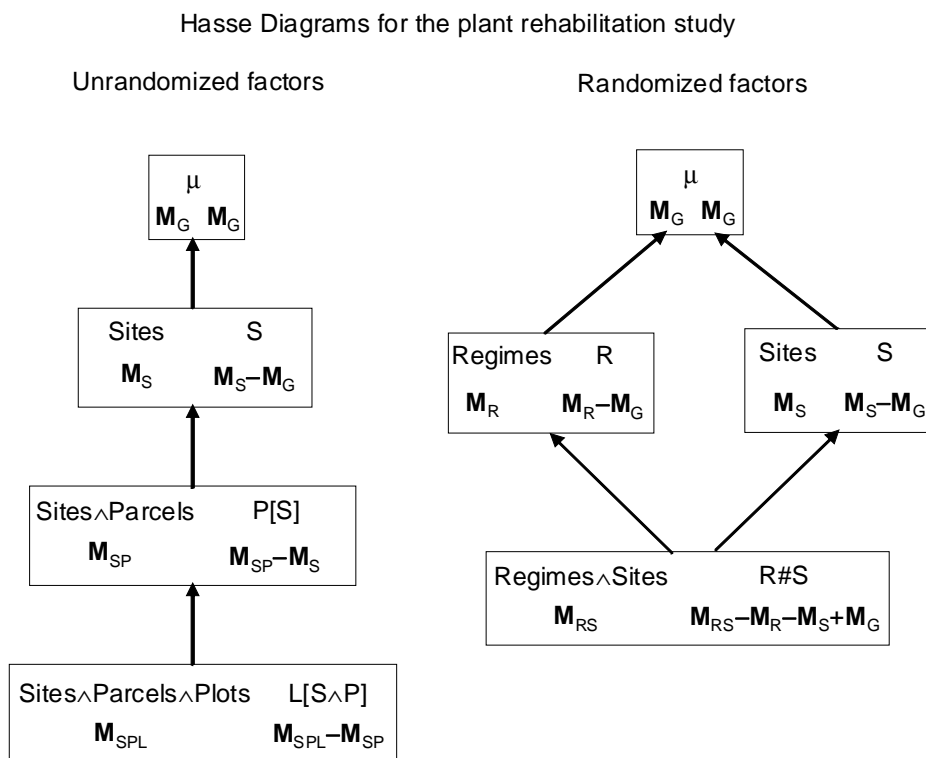 Hasse Diagrams for the plant rehabilitation study
Unrandomized factors
μ
M_G M_G
Sites S
M_S M_S–M_G
Sites∧Parcels P[S]
M_SP M_SP–M_S
Sites∧Parcels∧Plots L[S∧P]
M_SPL M_SPL–M_SP
Randomized factors
μ
M_G M_G
Regimes R
M_R M_R–M_G
Sites S
M_S M_S–M_G
Regimes∧Sites R#S
M_RS M_RS–M_R–M_S+M_G